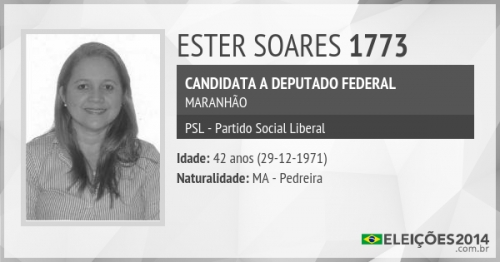 ESTER SOARES 1773
CANDIDATA A DEPUTADO FEDERAL
MARANHÃO
PSL - Partido Social Liberal
Idade: 42 anos (29-12-1971)
Naturalidade: MA - Pedreira
ELEIÇÕES2014
.com.br